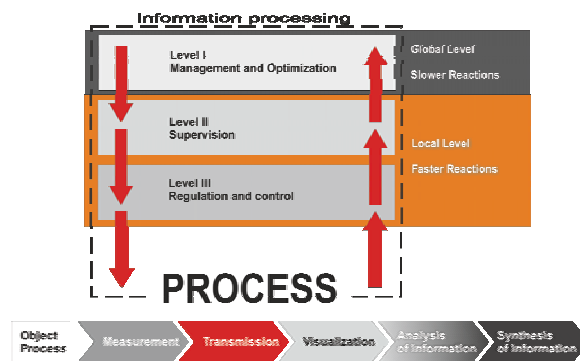 Information processing
Level I-
Management and Optimization
Global Level
Slower Reactions
Level II
Supervision
Local Level
Faster Reactions
Level III
Regulation and control
PROCESS
Object
Process
Measurement
Transmission
Visualization
Analysis
of Information
Synthesis
of Information